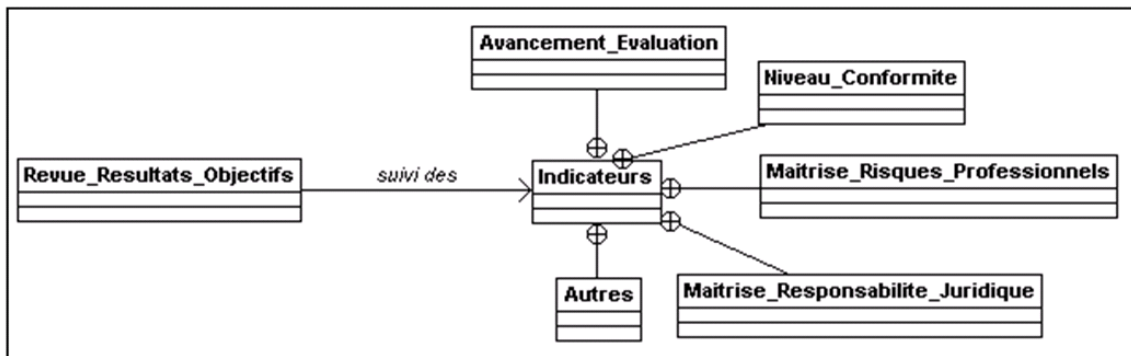 Avancement_Evaluation
Niveau_Conformite
Revue_Resultats_Objectifs
suivi des
Indicateurs
Maitrise_Risques_Professionnels
Autres
Maitrise_Responsabilite_Juridique